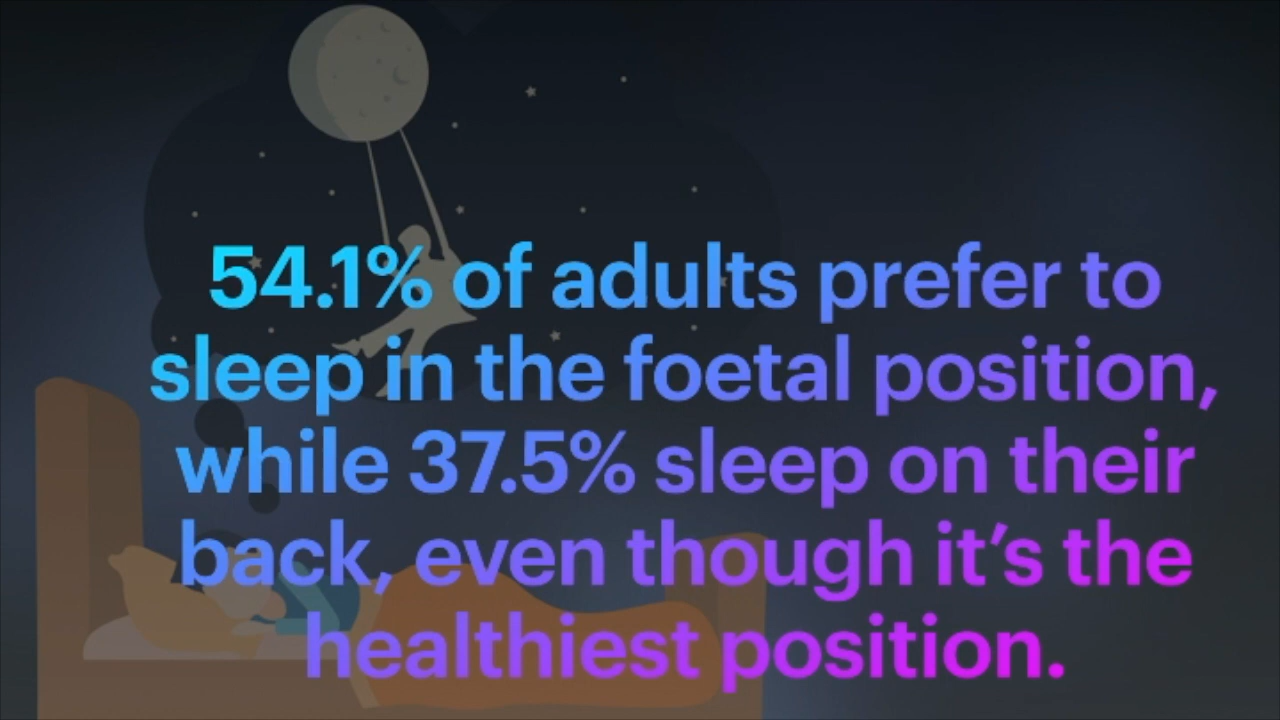 54.1% of adults prefer to
sleep in the foetal position,
while 37.5% sleep on their
back, even though it’s the
healthiest position.